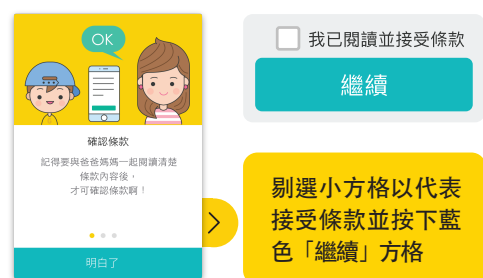 OK
確認條款
記得要與爸爸媽媽一起閱讀清楚
條款內容後，
才可確認條款啊！
明白了
我已閱讀並接受條款
繼續
剔選小方格以代表
接受條款並按下藍
色「繼續」方格